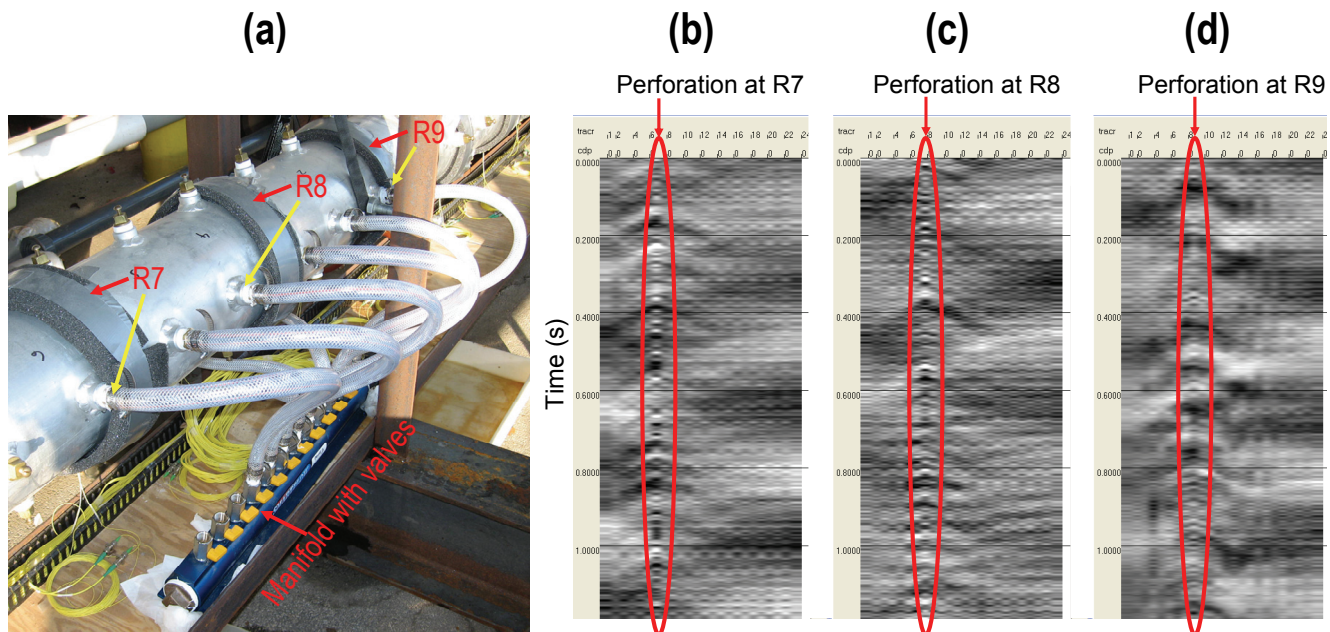 (a)
(b)
(c)
(d)
Perforation at R7
Perforation at R8
Perforation at R9
R9
R8
R7
Manifold with valves
Time (s)
tracr
cdp
0.0000
0.2000
0.4000
0.6000
0.8000
1.0000
tracr
cdp
0.0000
0.2000
0.4000
0.6000
0.8000
1.0000
tracr
cdp
0.0000
0.2000
0.4000
0.6000
0.8000
1.0000